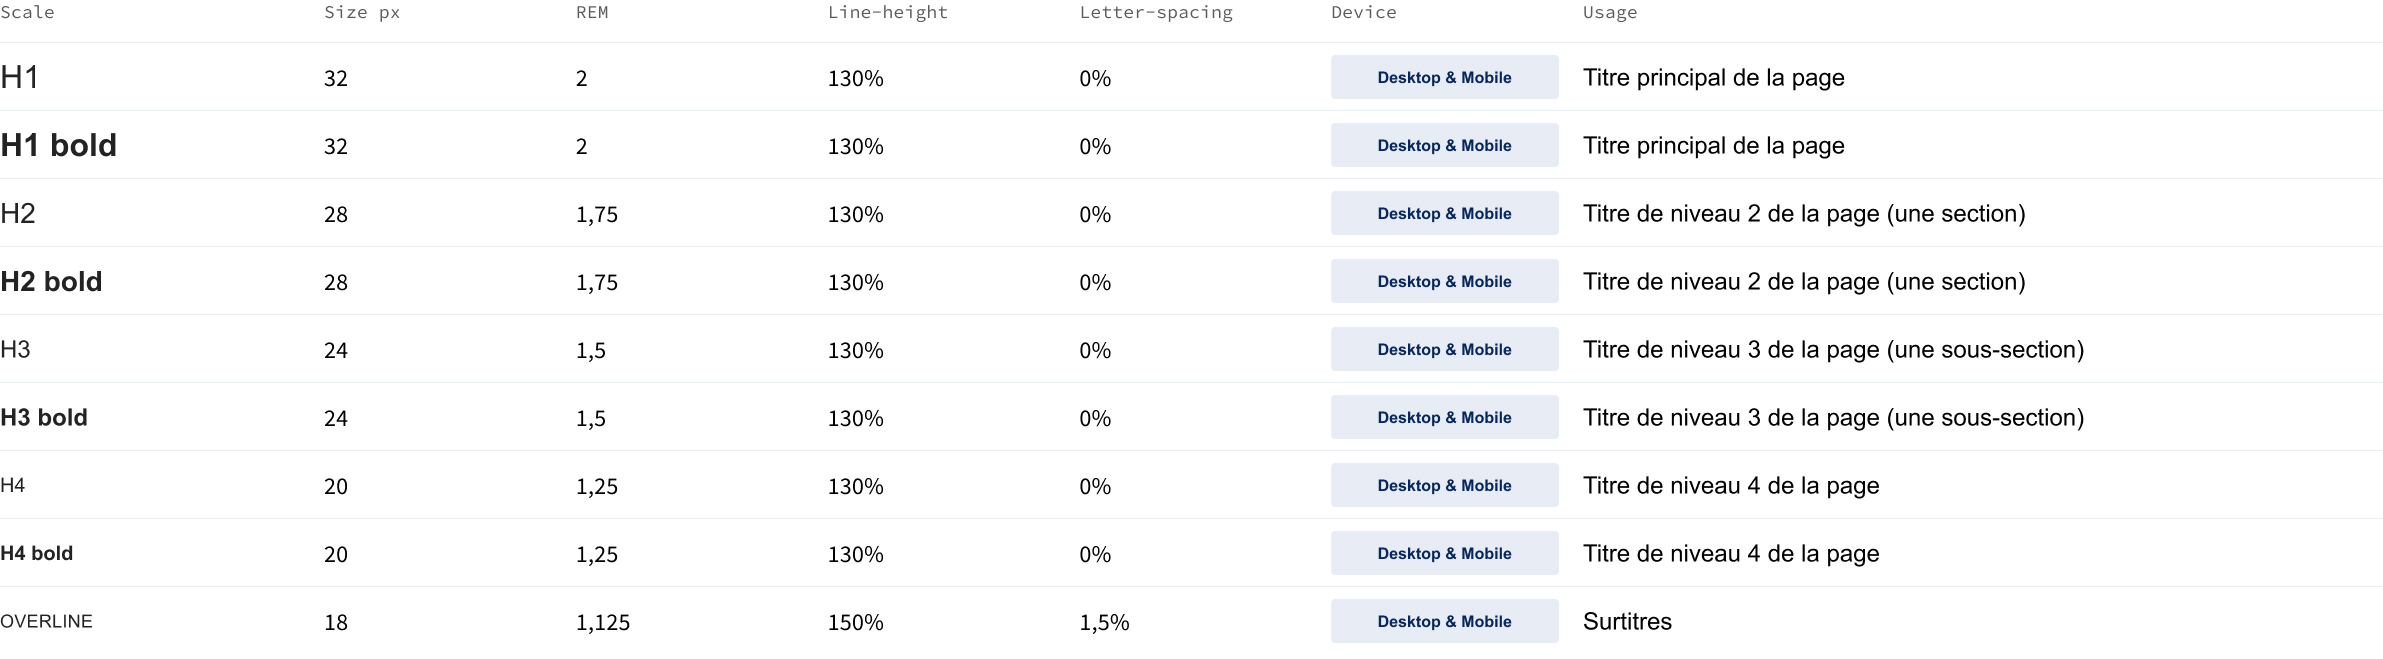 Scale Size px REM Line-height Letter-spacing Device Usage
H1 32 2 130% 0% Desktop & Mobile Titre principal de la page
H1 bold 32 2 130% 0% Desktop & Mobile Titre principal de la page
H2 28 1,75 130% 0% Desktop & Mobile Titre de niveau 2 de la page (une section)
H2 bold 28 1,75 130% 0% Desktop & Mobile Titre de niveau 2 de la page (une section)
H3 24 1,5 130% 0% Desktop & Mobile Titre de niveau 3 de la page (une sous-section)
H3 bold 24 1,5 130% 0% Desktop & Mobile Titre de niveau 3 de la page (une sous-section)
H4 20 1,25 130% 0% Desktop & Mobile Titre de niveau 4 de la page
H4 bold 20 1,25 130% 0% Desktop & Mobile Titre de niveau 4 de la page
OVERLINE 18 1,125 150% 1,5% Desktop & Mobile Surtitres